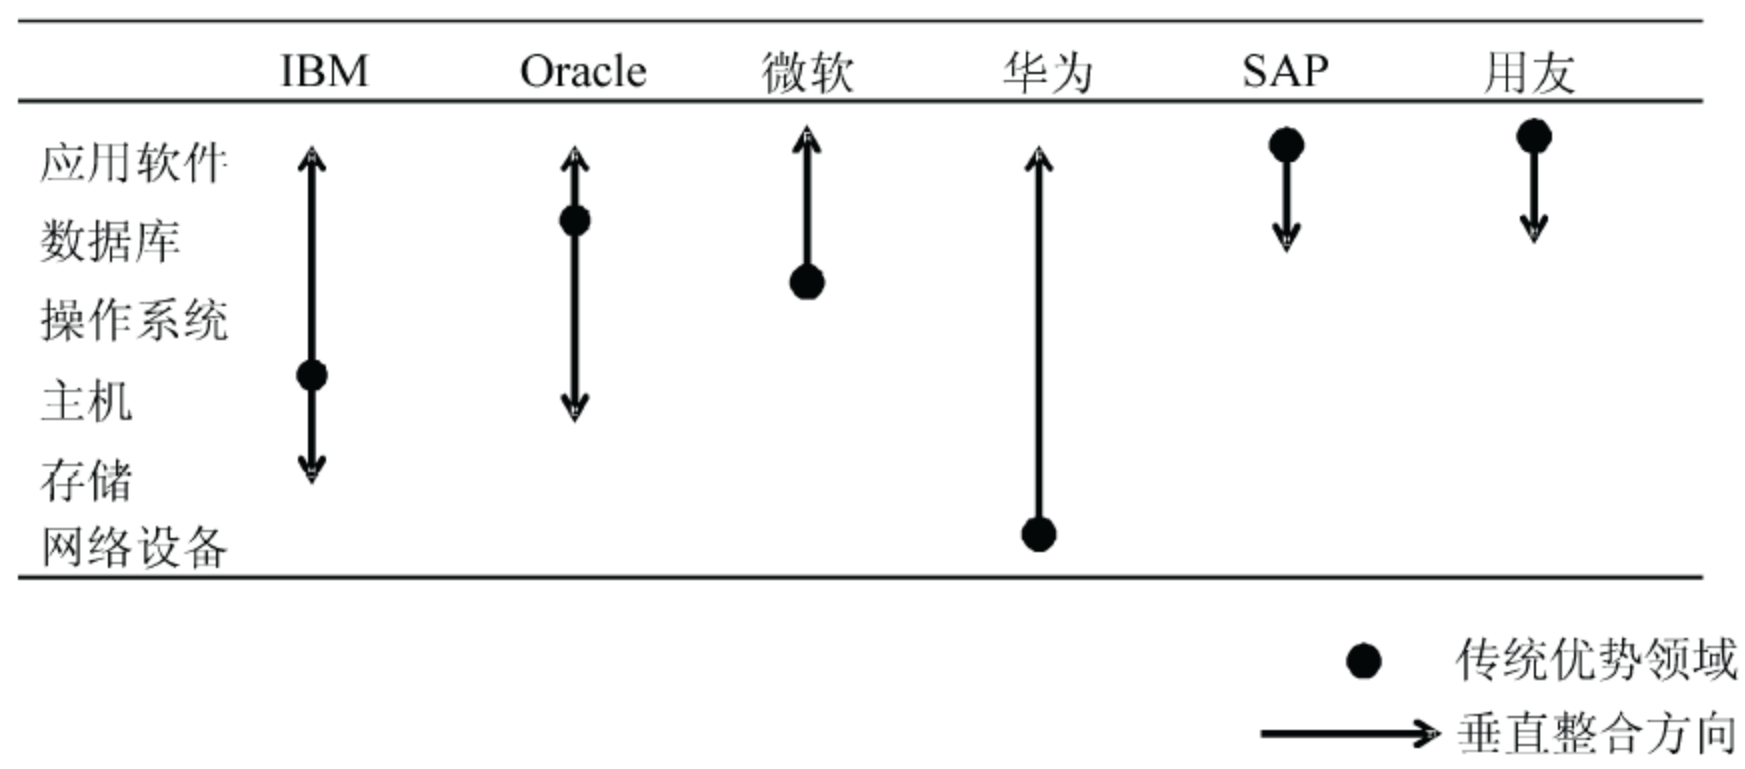 IBM Oracle 微软 华为 SAP 用友
应用软件
数据库
操作系统
主机
存储
网络设备
传统优势领域
垂直整合方向